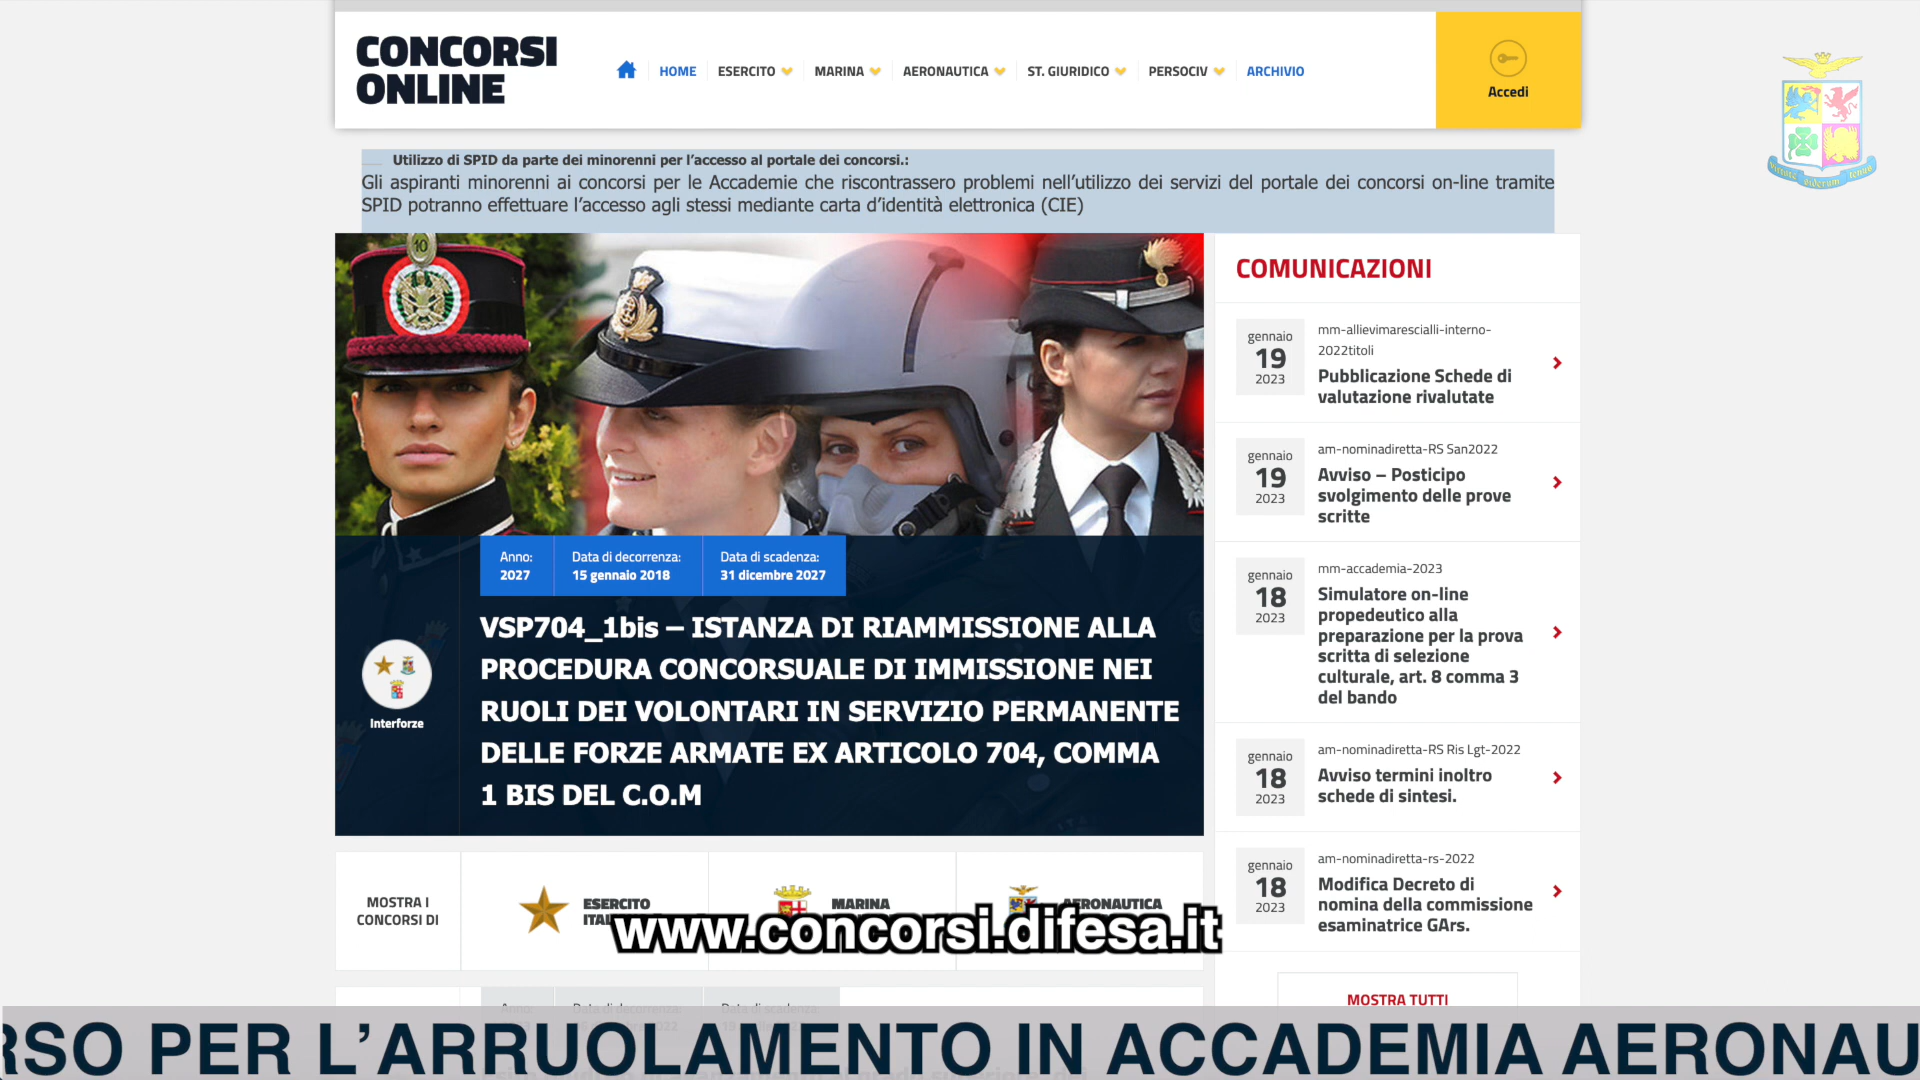 CONCORSI
ONLINE
HOME
ESERCITO
MARINA
AERONAUTICA
ST. GIURIDICO
PERSOCIV
ARCHIVIO
Accedi
Utilizzo di SPID da parte dei minorenni per l’accesso al portale dei concorsi.:
Gli aspiranti minorenni ai concorsi per le Accademie che riscontrassero problemi nell’utilizzo dei servizi del portale dei concorsi on-line tramite
SPID potranno effettuare l’accesso agli stessi mediante carta d’identità elettronica (CIE)
10
Anno:
2027
Data di decorrenza:
15 gennaio 2018
Data di scadenza:
31 dicembre 2027
Interforze
VSP704_1bis – ISTANZA DI RIAMMISSIONE ALLA
PROCEDURA CONCORSUALE DI IMMISSIONE NEI
RUOLI DEI VOLONTARI IN SERVIZIO PERMANENTE
DELLE FORZE ARMATE EX ARTICOLO 704, COMMA
1 BIS DEL C.O.M
COMUNICAZIONI
gennaio
19
2023
mm-allievimarescialli-interno-
2022titoli
Pubblicazione Schede di
valutazione rivalutate
gennaio
19
2023
am-nominadiretta-RS San2022
Avviso – Posticipo
svolgimento delle prove
scritte
gennaio
18
2023
mm-accademia-2023
Simulatore on-line
propedeutico alla
preparazione per la prova
scritta di selezione
culturale, art. 8 comma 3
del bando
gennaio
18
2023
am-nominadiretta-RS Ris Lgt-2022
Avviso termini inoltro
schede di sintesi.
gennaio
18
2023
am-nominadiretta-rs-2022
Modifica Decreto di
nomina della commissione
esaminatrice GArs.
MOSTRA TUTTI
MOSTRA I
CONCORSI DI
ESERCITO
MARINA
AERONAUTICA
www.concorsi.difesa.it
Anno:
Data di decorrenza:
Data di scadenza:
RSO PER L’ARRUOLAMENTO IN ACCADEMIA AERONAU